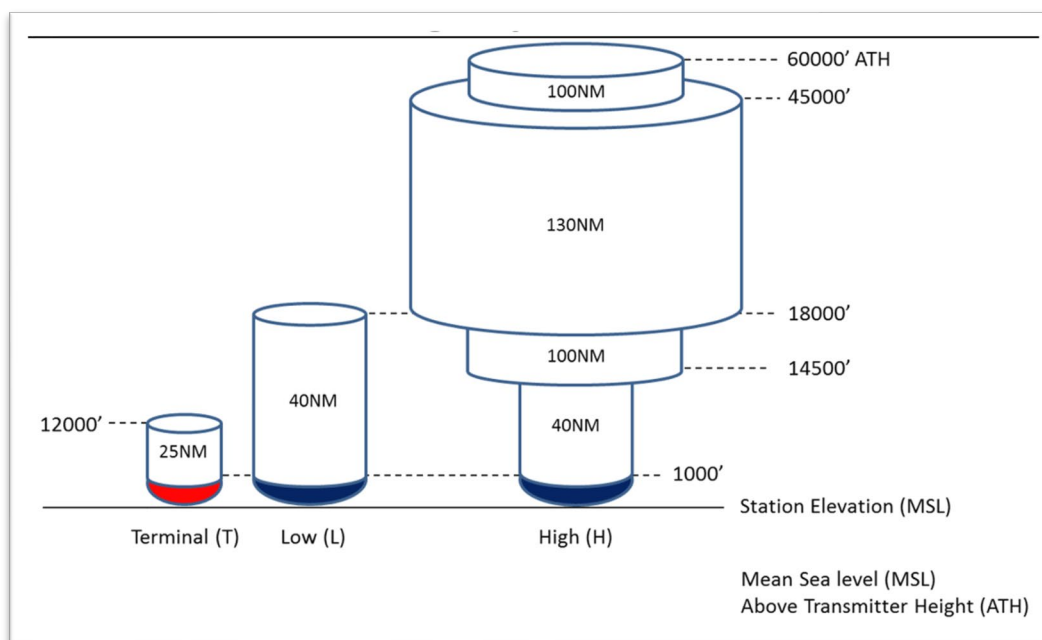 60000’ ATH
100NM
45000’
130NM
18000’
100NM
14500’
40NM
12000’
40NM
25NM
1000’
Station Elevation (MSL)
Terminal (T)
Low (L)
High (H)
Mean Sea level (MSL)
Above Transmitter Height (ATH)